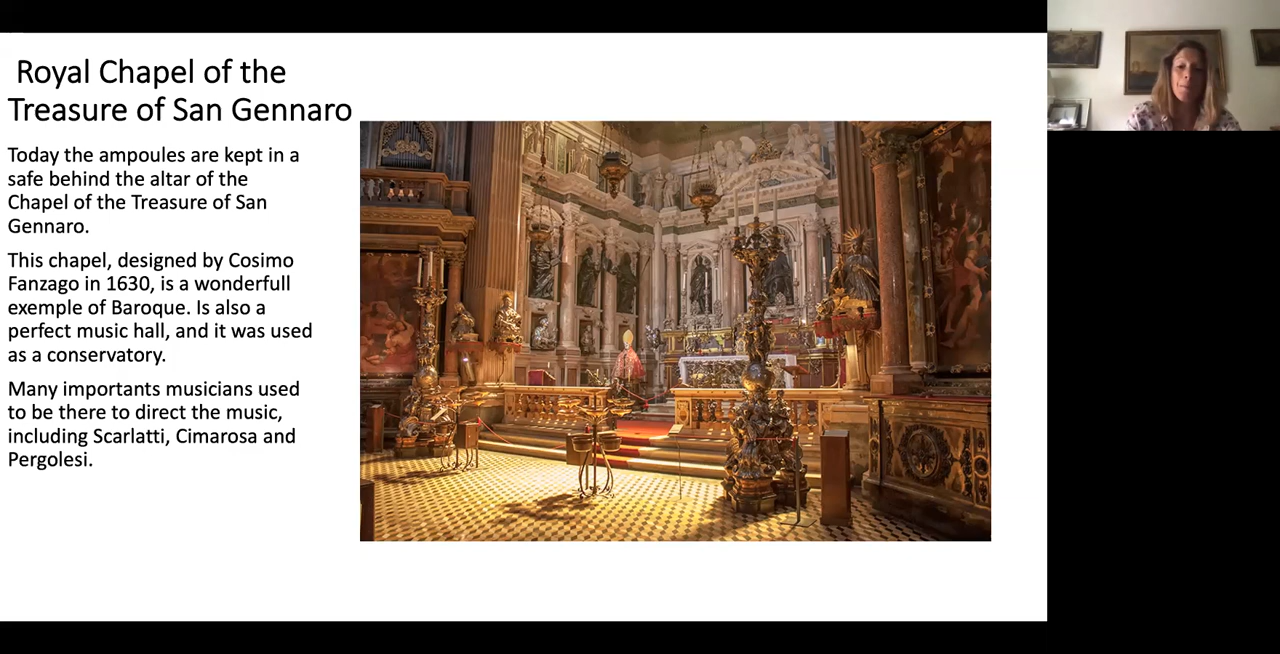 Royal Chapel of the
Treasure of San Gennaro
Today the ampoules are kept in a
safe behind the altar of the
Chapel of the Treasure of San
Gennaro.
This chapel, designed by Cosimo
Fanzago in 1630, is a wonderfull
exemple of Baroque. Is also a
perfect music hall, and it was used
as a conservatory.
Many importants musicians used
to be there to direct the music,
including Scarlatti, Cimarosa and
Pergolesi.